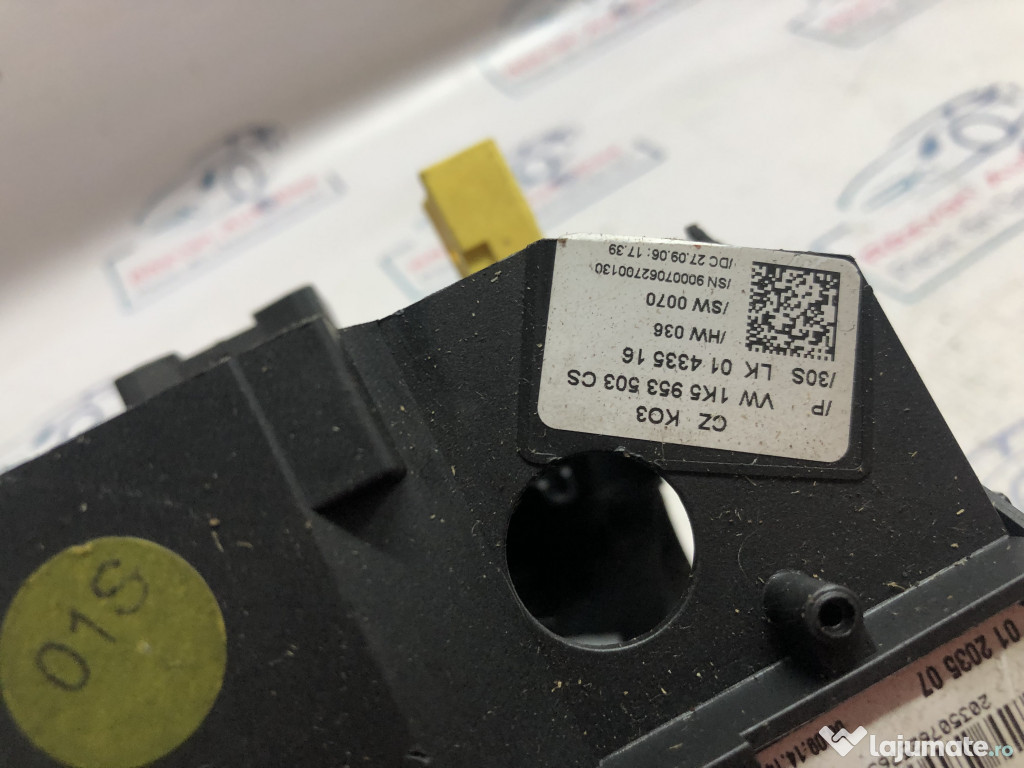 CZ KO3
/P VW 1K5 953 503 CS
/30S LK 01 4335 16
/HW 036
/SW 0070
/SN 90007062700130
/DC 27.09.06: 17.39
01S
01 2035 07
lajumate.ro